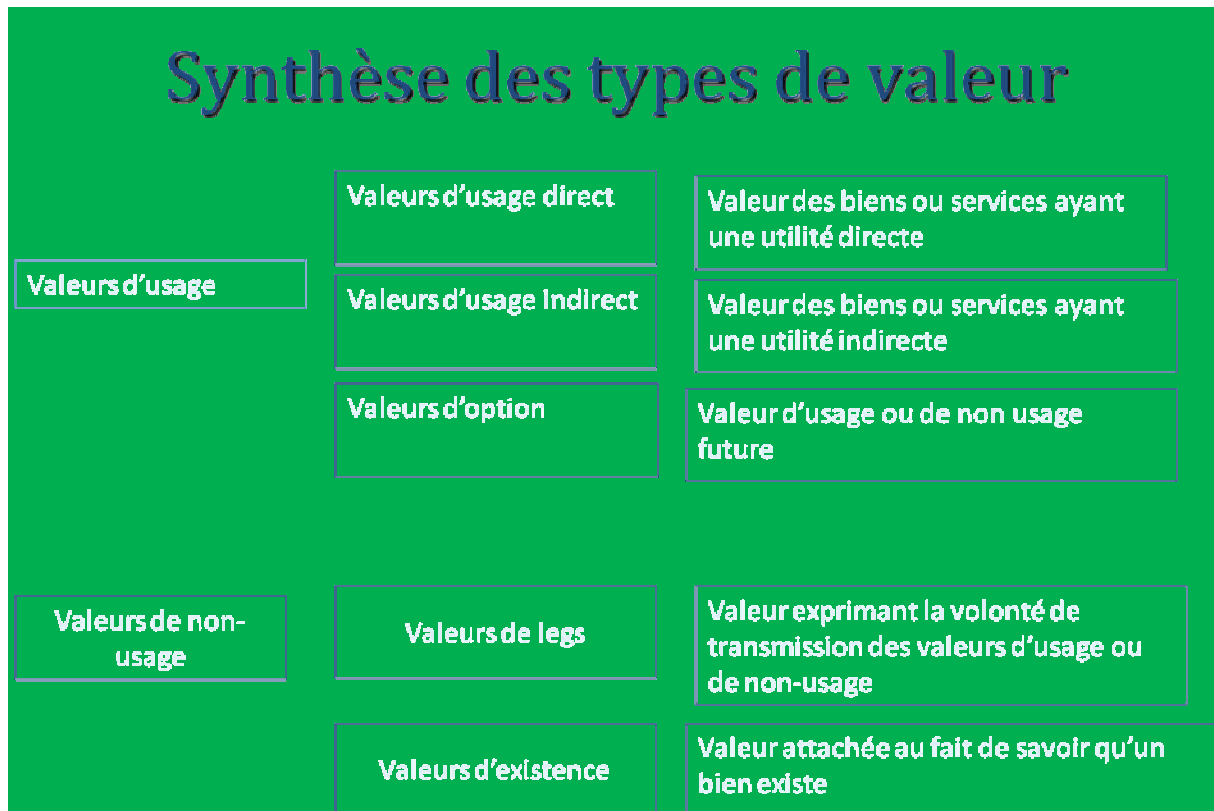 Synthèse des types de valeur
Valeurs d'usage
Valeurs d'usage direct
Valeur des biens ou services ayant
une utilité directe
Valeurs d'usage indirect
Valeur des biens ou services ayant
une utilité indirecte
Valeurs d'option
Valeur d'usage ou de non usage
future
Valeurs de non-
usage
Valeurs de legs
Valeur exprimant la volonté de
transmission des valeurs d'usage ou
de non-usage
Valeurs d'existence
Valeur attachée au fait de savoir qu'un
bien existe